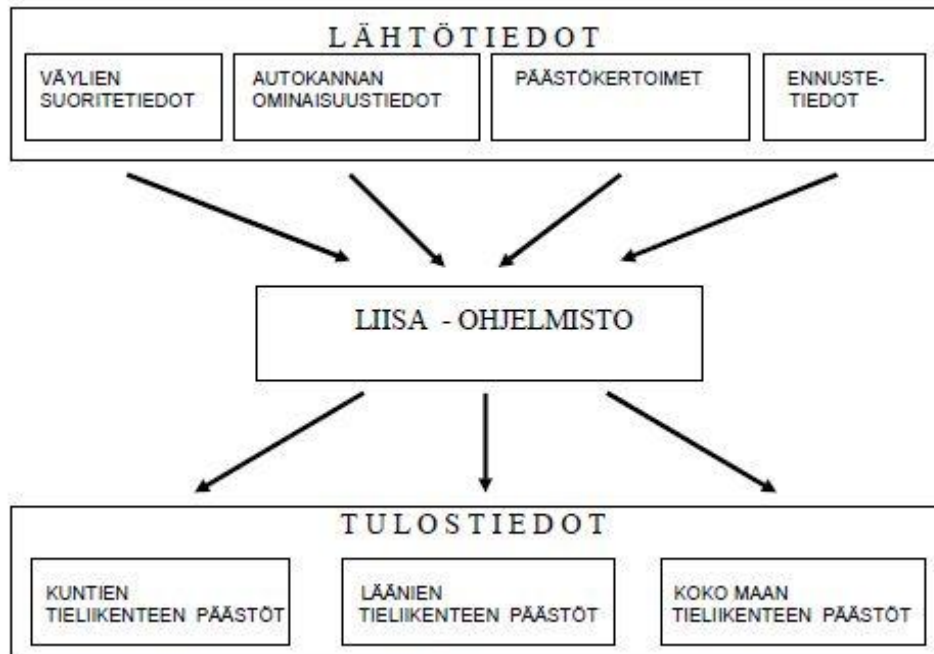 LÄHTÖTIEDOT
VÄYLIEN
SUORITETIEDOT
AUTOKANNAN
OMINAISUUSTIEDOT
PÄÄSTÖKERTOIMET
ENNUSTE-
TIEDOT
LIISA - OHJELMISTO
TULOSTIEDOT
KUNTIEN
TIELIIKENTEEN PÄÄSTÖT
LÄÄNIEN
TIELIIKENTEEN PÄÄSTÖT
KOKO MAAN
TIELIIKENTEEN PÄÄSTÖT